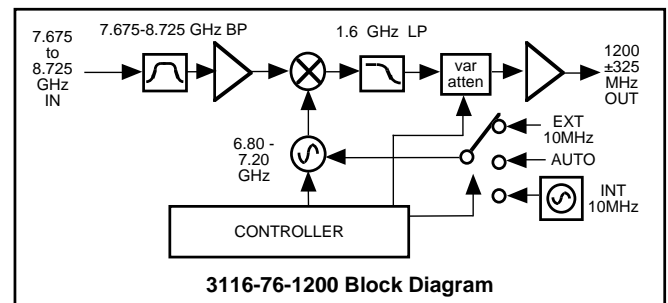 7.675
to
8.725
GHz
IN
7.675-8.725 GHz BP
1.6 GHz LP
var
atten
1200
±325
MHz
OUT
6.80 -
7.20
GHz
EXT
10MHz
AUTO
INT
10MHz
CONTROLLER
3116-76-1200 Block Diagram